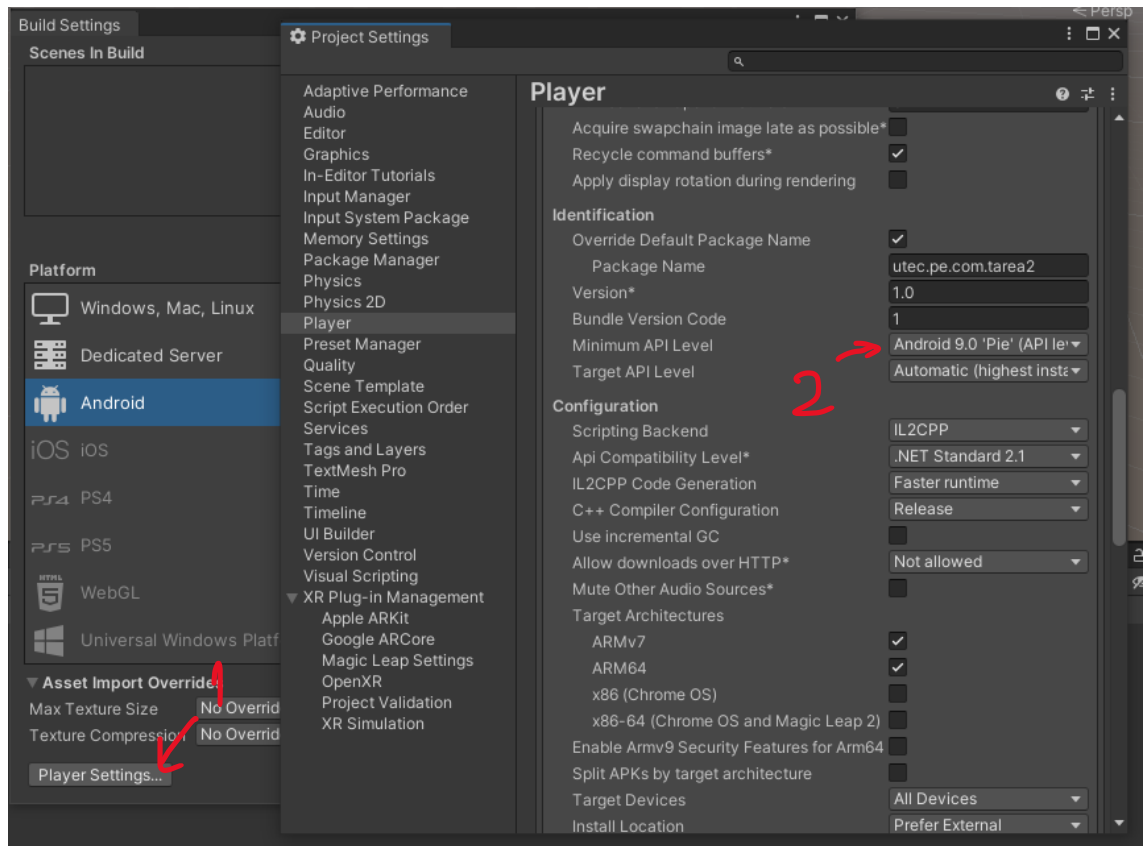 Persp
Build Settings
Scenes In Build
Platform
Windows, Mac, Linux
Dedicated Server
Android
iOS iOS
PS4 PS4
PS5 PS5
HTML
5 WebGL
Universal Windows Platf
Asset Import Overrides
Max Texture Size No Overrid
Texture Compression No Overrid
Player Settings...
1
Project Settings
Adaptive Performance
Audio
Editor
Graphics
In-Editor Tutorials
Input Manager
Input System Package
Memory Settings
Package Manager
Physics
Physics 2D
Player
Preset Manager
Quality
Scene Template
Script Execution Order
Services
Tags and Layers
TextMesh Pro
Time
Timeline
UI Builder
Version Control
Visual Scripting
XR Plug-in Management
Apple ARKit
Google ARCore
Magic Leap Settings
OpenXR
Project Validation
XR Simulation
Player
Acquire swapchain image late as possible*
Recycle command buffers*
Apply display rotation during rendering
Identification
Override Default Package Name
Package Name utec.pe.com.tarea2
Version* 1.0
Bundle Version Code 1
Minimum API Level Android 9.0 'Pie' (API le
Target API Level Automatic (highest insta
2
Configuration
Scripting Backend IL2CPP
Api Compatibility Level* .NET Standard 2.1
IL2CPP Code Generation Faster runtime
C++ Compiler Configuration Release
Use incremental GC
Allow downloads over HTTP* Not allowed
Mute Other Audio Sources*
Target Architectures
ARMv7
ARM64
x86 (Chrome OS)
x86-64 (Chrome OS and Magic Leap 2)
Enable Armv9 Security Features for Arm64
Split APKs by target architecture
Target Devices All Devices
Install Location Prefer External